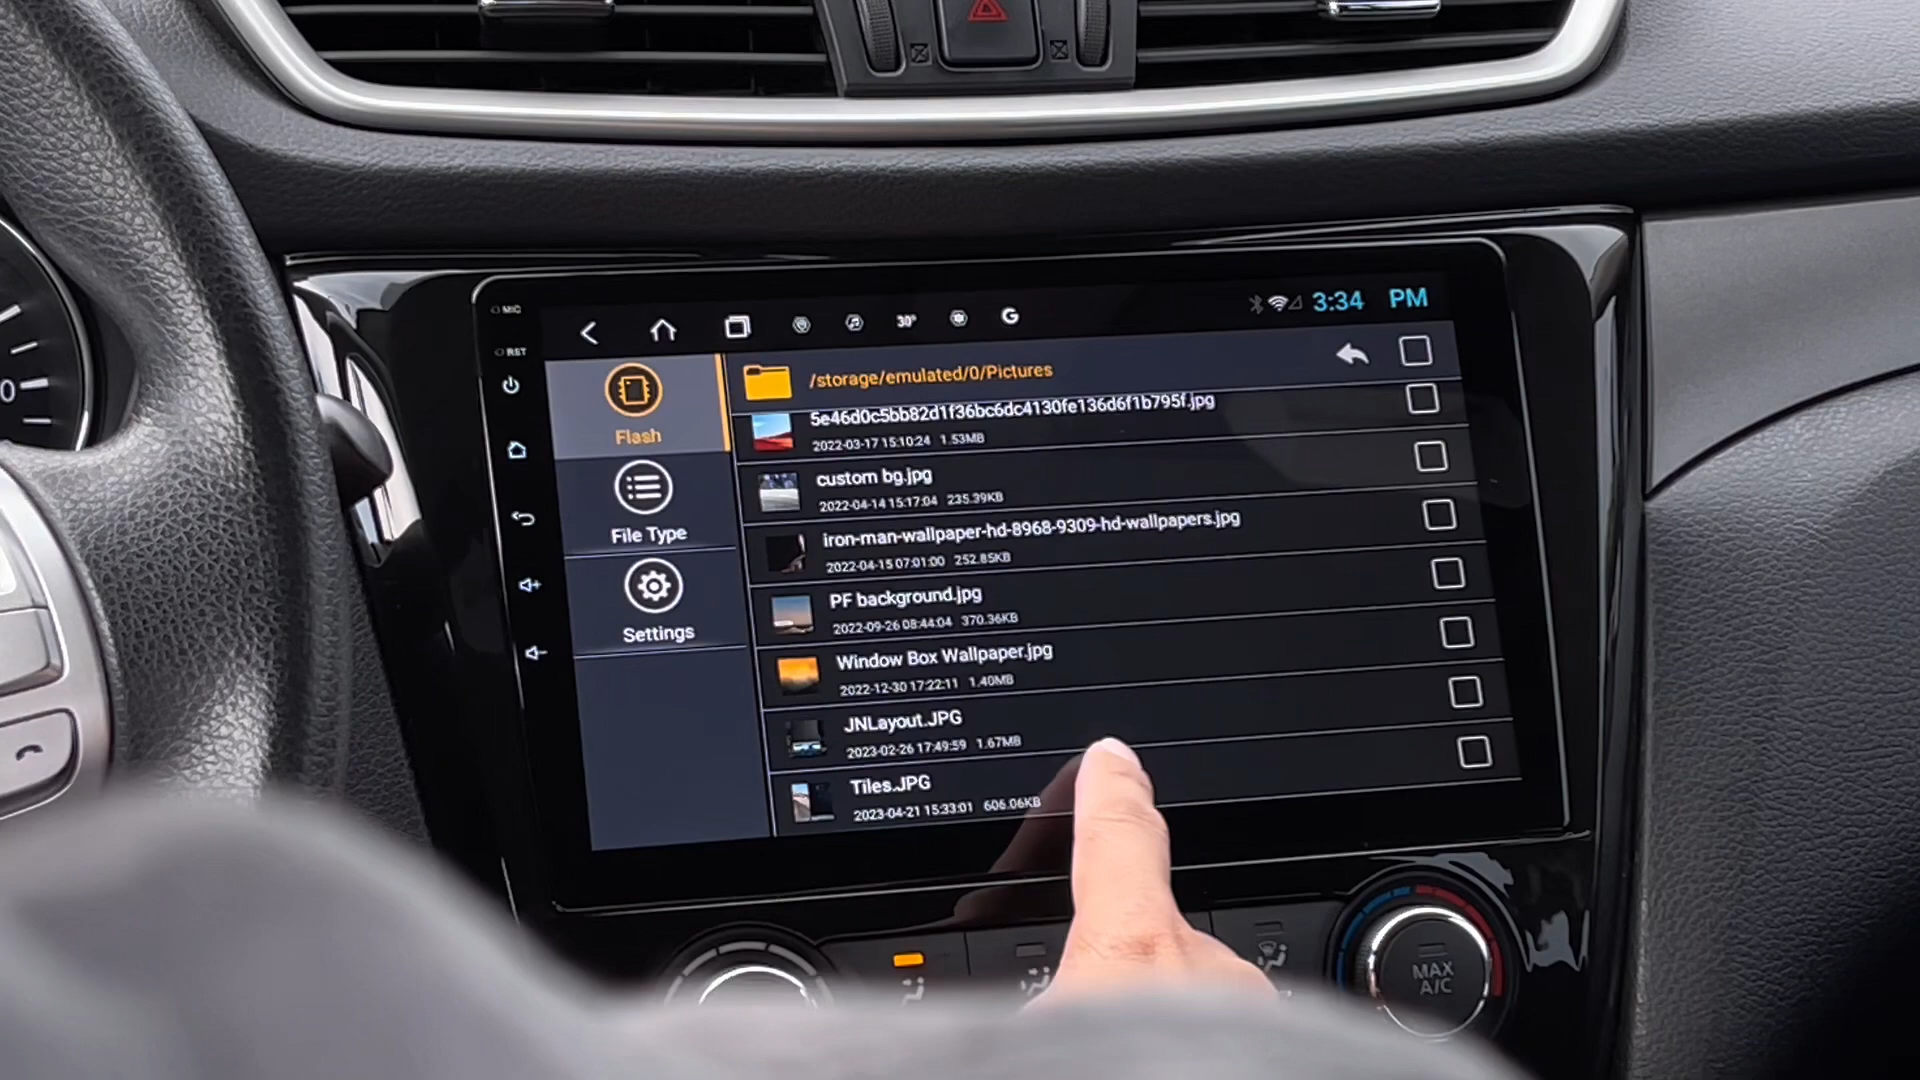 MIC
RST
30°
G
3:34 PM
Flash
File Type
Settings
/storage/emulated/0/Pictures
5e46d0c5bb82d1f36bc6dc4130fe136d6f1b795f.jpg
2022-03-17 15:10:24 1.53MB
custom bg.jpg
2022-04-14 15:17:04 235.39KB
iron-man-wallpaper-hd-8968-9309-hd-wallpapers.jpg
2022-04-15 07:01:00 252.85KB
PF background.jpg
2022-09-26 08:44:04 370.36KB
Window Box Wallpaper.jpg
2022-12-30 17:22:11 1.40MB
JNLayout.JPG
2023-02-26 17:49:59 1.67MB
Tiles.JPG
2023-04-21 15:33:01 606.06KB
0
MAX
A/C